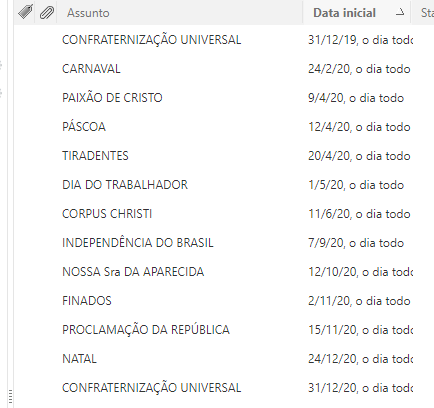 Assunto Data inicial Sta
CONFRATERNIZAÇÃO UNIVERSAL 31/12/19, o dia todo
CARNAVAL 24/2/20, o dia todo
PAIXÃO DE CRISTO 9/4/20, o dia todo
PÁSCOA 12/4/20, o dia todo
TIRADENTES 20/4/20, o dia todo
DIA DO TRABALHADOR 1/5/20, o dia todo
CORPUS CHRISTI 11/6/20, o dia todo
INDEPENDÊNCIA DO BRASIL 7/9/20, o dia todo
NOSSA Sra DA APARECIDA 12/10/20, o dia todo
FINADOS 2/11/20, o dia todo
PROCLAMAÇÃO DA REPÚBLICA 15/11/20, o dia todo
NATAL 24/12/20, o dia todo
CONFRATERNIZAÇÃO UNIVERSAL 31/12/20, o dia todo